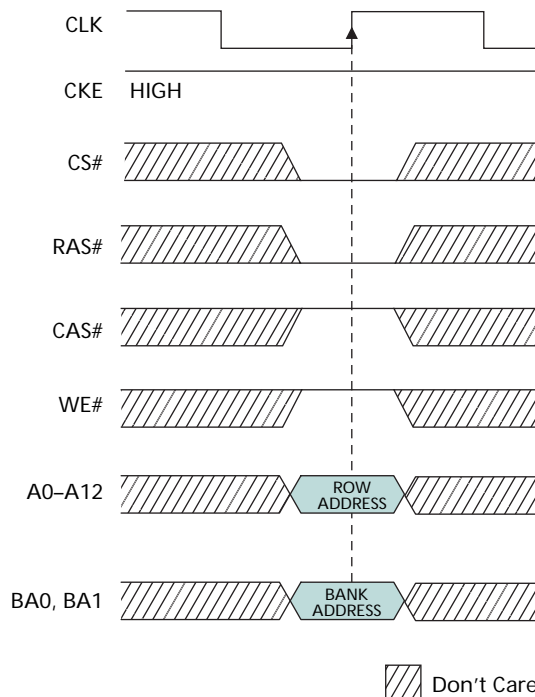 CLK
CKE HIGH
CS#
RAS#
CAS#
WE#
A0–A12
ROW
ADDRESS
BA0, BA1
BANK
ADDRESS
Don't Care